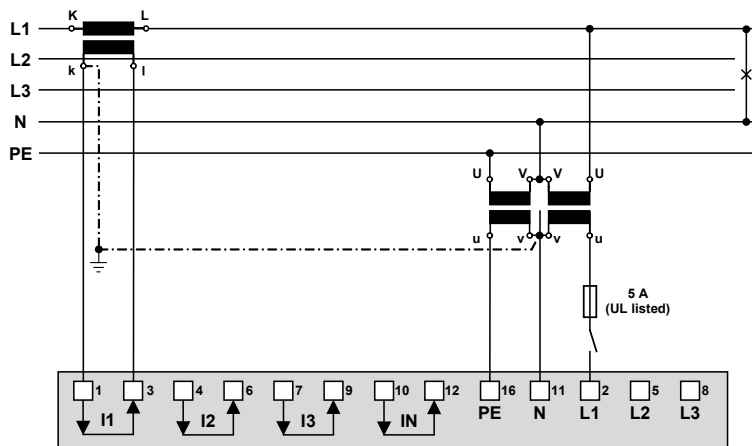 K L
L1
L2
k l
L3
N
PE
U V V U
u v v u
5 A
(UL listed)
1 3 4 6 7 9 10 12 16 11 2 5 8
I1 I2 I3 IN PE N L1 L2 L3